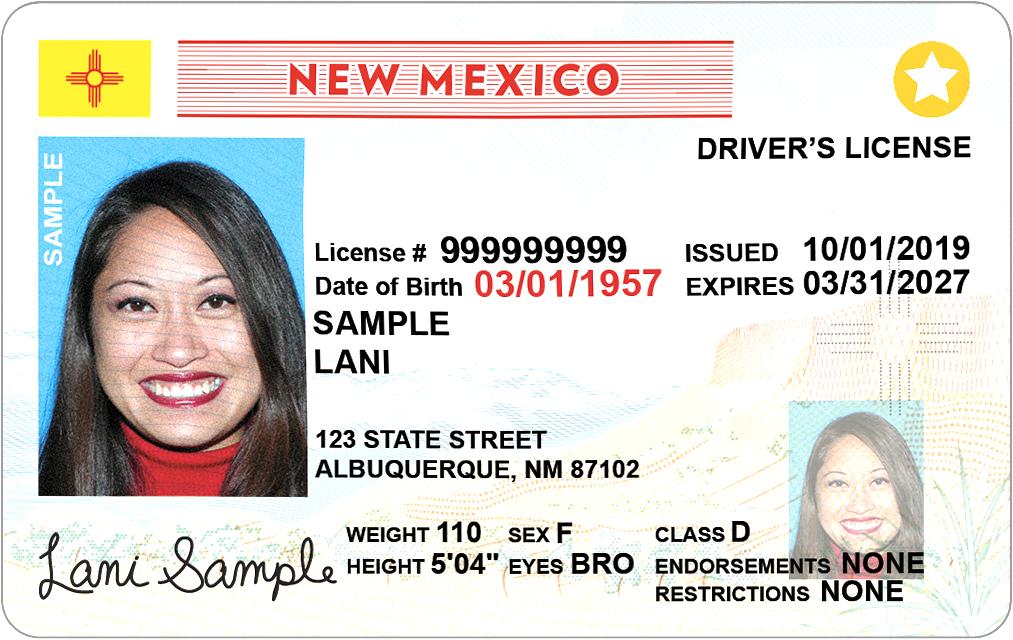 NEW MEXICO
DRIVER'S LICENSE
SAMPLE
License # 999999999
ISSUED 10/01/2019
Date of Birth 03/01/1957
EXPIRES 03/31/2027
SAMPLE
LANI
123 STATE STREET
ALBUQUERQUE, NM 87102
WEIGHT 110 SEX F
CLASS D
HEIGHT 5'04" EYES BRO
ENDORSEMENTS NONE
RESTRICTIONS NONE
Lani Sample